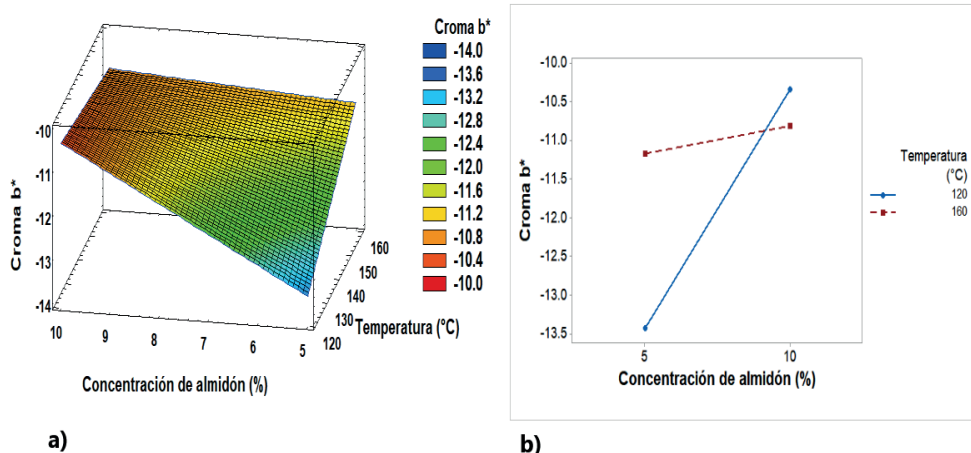 Croma b*
-14.0
-13.6
-13.2
-12.8
-12.4
-12.0
-11.6
-11.2
-10.8
-10.4
-10.0
Croma b*
-10
-11
-12
-13
-14
10 9 8 7 6 5
Concentración de almidón (%)
120
130
140
150
160
Temperatura (°C)
a)
Croma b*
-10.0
-10.5
-11.0
-11.5
-12.0
-12.5
-13.0
-13.5
5 10
Concentración de almidón (%)
Temperatura
(°C)
120
160
b)